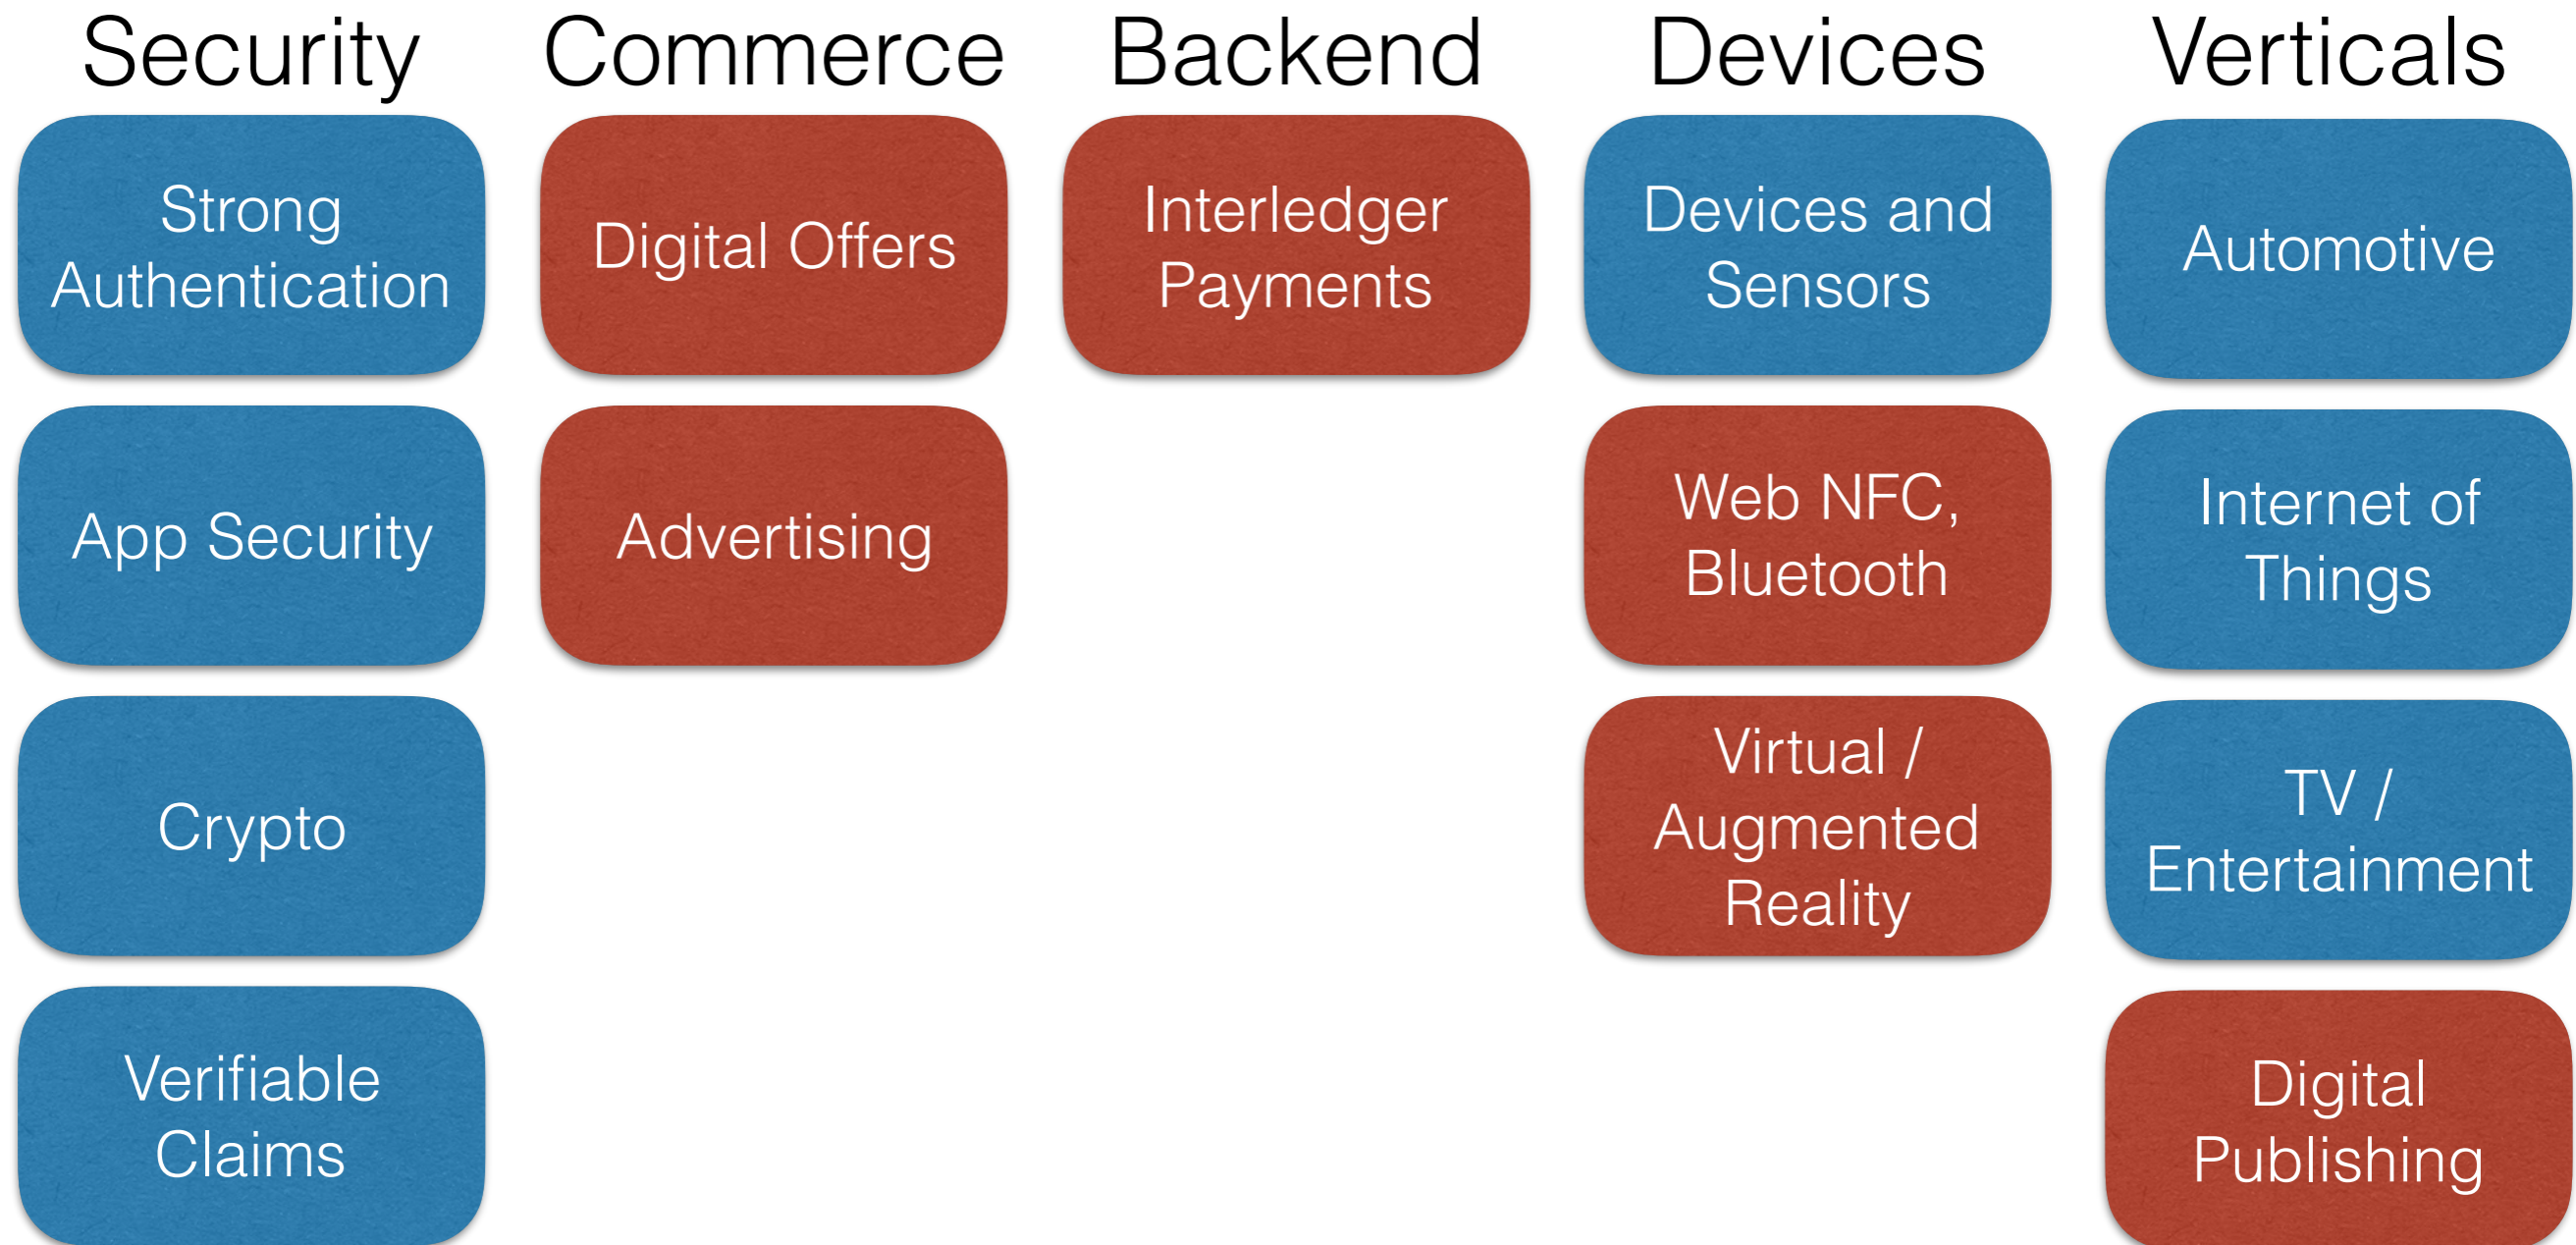 Security
Commerce
Backend
Devices
Verticals
Strong
Authentication
App Security
Crypto
Verifiable
Claims
Digital Offers
Advertising
Interledger
Payments
Devices and
Sensors
Web NFC,
Bluetooth
Virtual /
Augmented
Reality
Automotive
Internet of
Things
TV /
Entertainment
Digital
Publishing